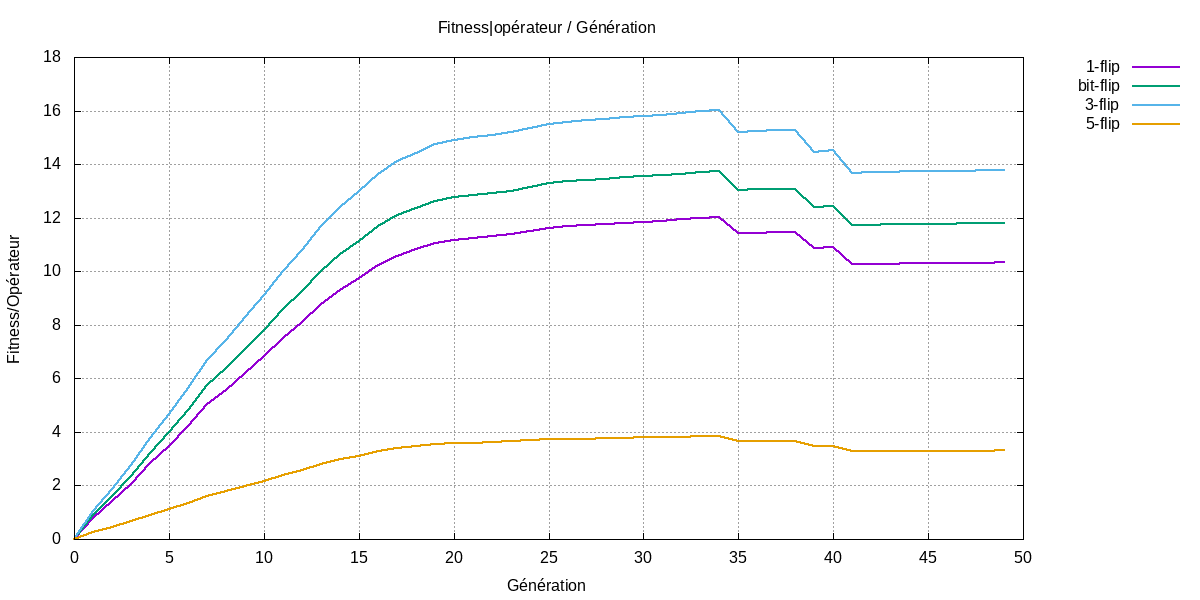 Fitness|opérateur / Génération
1-flip
bit-flip
3-flip
5-flip
18
16
14
12
10
8
6
4
2
0
Fitness/Opérateur
0 5 10 15 20 25 30 35 40 45 50
Génération